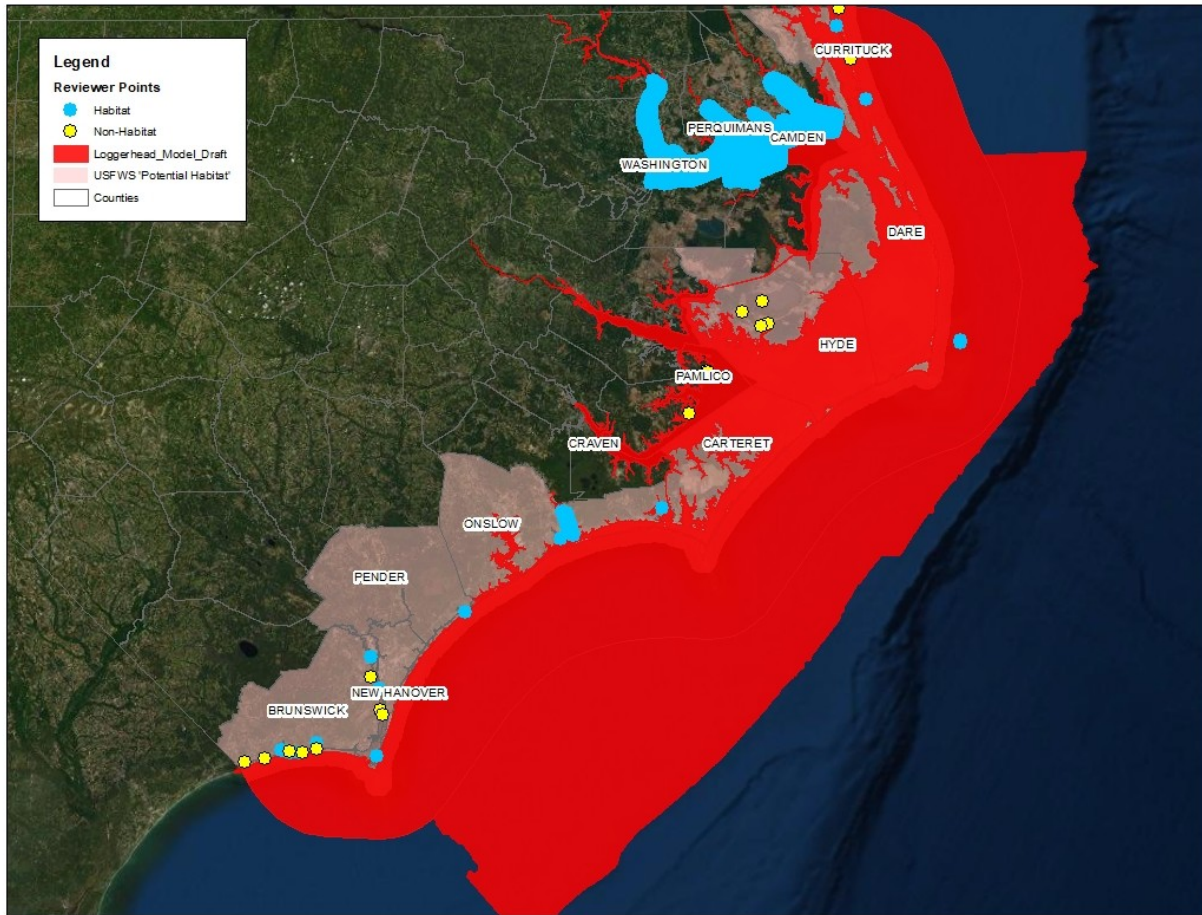 Legend
Reviewer Points
Habitat
Non-Habitat
Loggerhead_Model_Draft
USFWS 'Potential Habitat'
Counties
CURRITUCK
PERQUIMANS
CAMDEN
WASHINGTON
DARE
HYDE
PAMLICO
CRAVEN
CARTERET
ONSLOW
PENDER
NEW HANOVER
BRUNSWICK